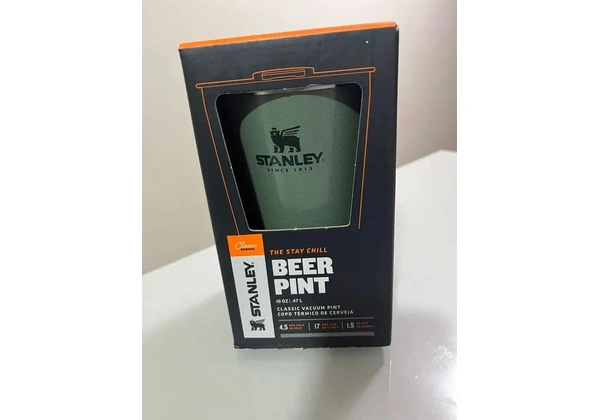 STANLEY
SINCE 1913
Classic
THE STAY CHILL
BEER
PINT
STANLEY
16 OZ | .47 L
CLASSIC VACUUM PINT
COPO TÉRMICO DE CERVEJA
4.5
17
1.5